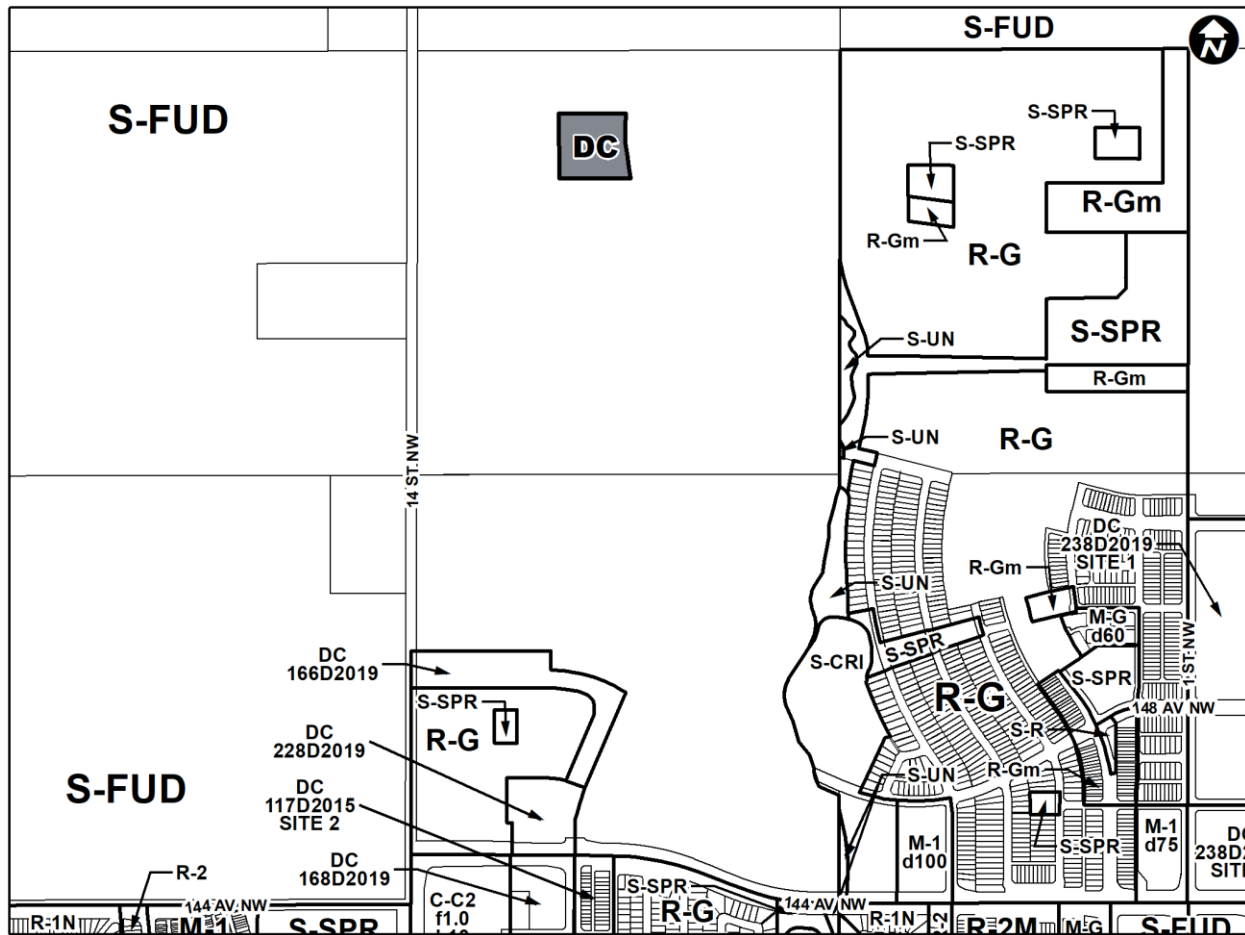 S-FUD
N
S-FUD
DC
S-SPR
S-SPR
R-Gm
R-Gm
R-G
S-UN
S-SPR
R-Gm
S-UN
R-G
14 ST NW
DC
238D2019
SITE 1
R-Gm
S-UN
M-G
d60
S-SPR
S-CRI
DC
166D2019
S-SPR
R-G
S-SPR
1 ST NW
R-G
148 AV NW
S-R
DC
228D2019
S-UN
R-Gm
S-FUD
DC
117D2015
SITE 2
M-1
d100
S-SPR
M-1
d75
DC
238D2
SITE
DC
168D2019
R-2
C-C2
f1.0
S-SPR
R-G
144 AV NW
144 AV NW
R-1N
M-1
S-SPR
R-1N
R-2M
M-G
S-FUD